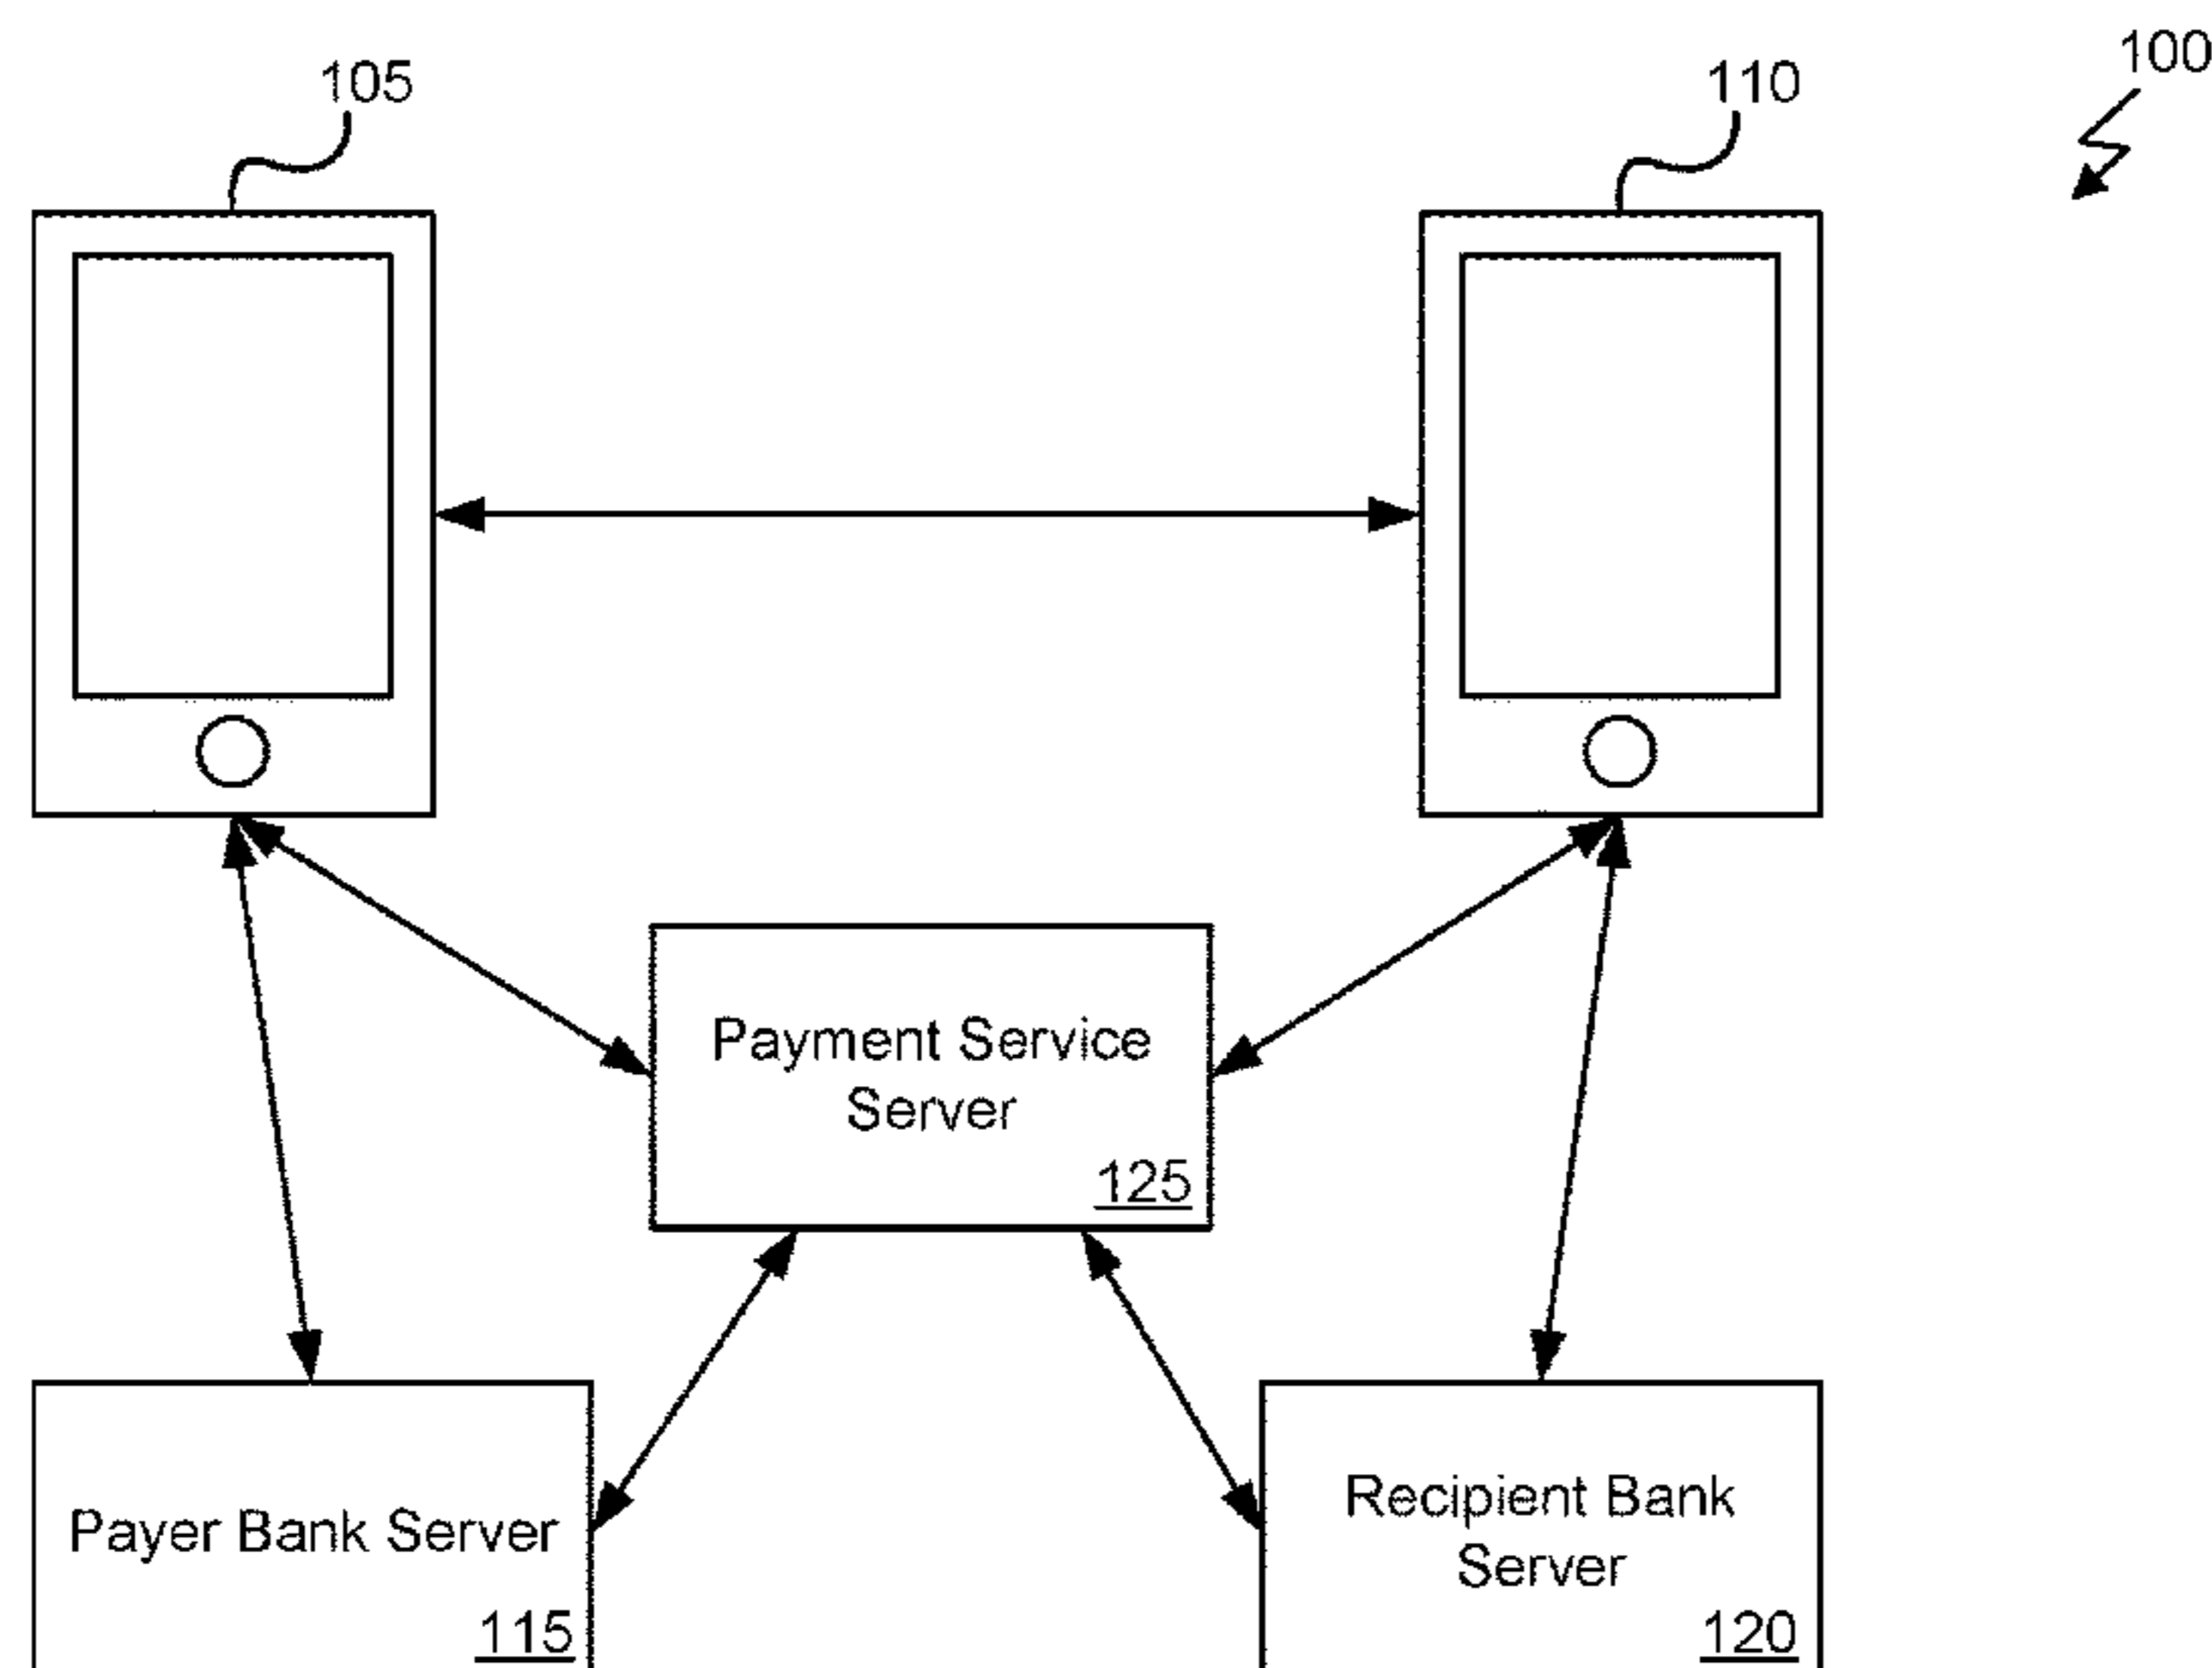 100
105
110
Payment Service
Server
125
Payer Bank Server
115
Recipient Bank
Server
120